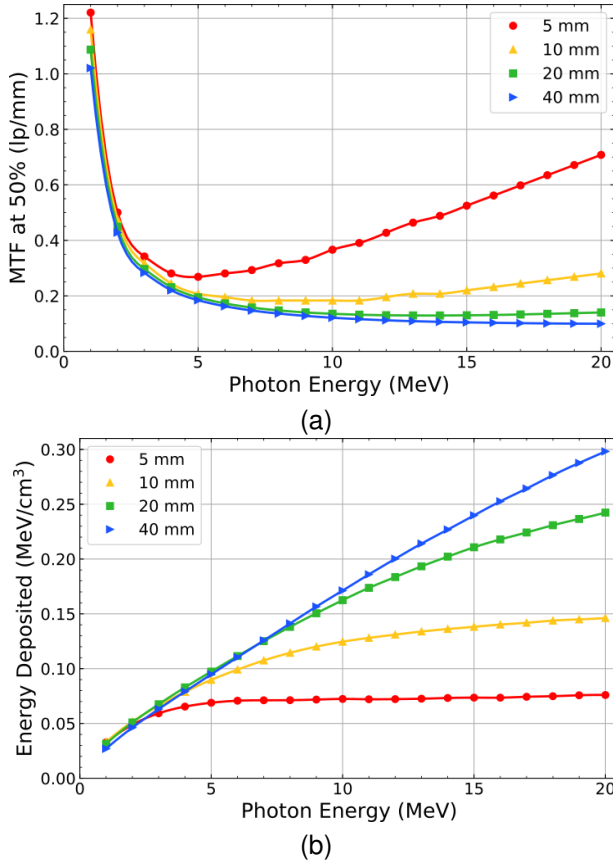 1.2
1.0
0.8
0.6
0.4
0.2
0.0
MTF at 50% (lp/mm)
5 mm
10 mm
20 mm
40 mm
0 5 10 15 20
Photon Energy (MeV)
(a)
0.30
0.25
0.20
0.15
0.10
0.05
0.00
Energy Deposited (MeV/cm³)
5 mm
10 mm
20 mm
40 mm
0 5 10 15 20
Photon Energy (MeV)
(b)